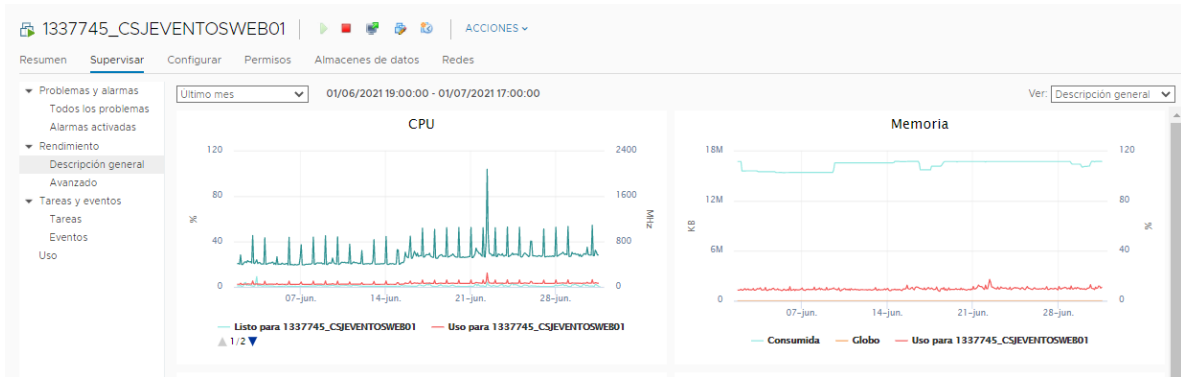 1337745_CSJEVENTOSWEB01 ACCIONES
Resumen Supervisar Configurar Permisos Almacenes de datos Redes
Problemas y alarmas
Todos los problemas
Alarmas activadas
Rendimiento
Descripción general
Avanzado
Tareas y eventos
Tareas
Eventos
Uso
Último mes 01/06/2021 19:00:00 - 01/07/2021 17:00:00 Ver: Descripción general
CPU
120 2400
80 1600
% MHz
40 800
0 0
07-jun. 14-jun. 21-jun. 28-jun.
Listo para 1337745_CSJEVENTOSWEB01 Uso para 1337745_CSJEVENTOSWEB01
1/2
Memoria
18M 120
12M 80
KB %
6M 40
0 0
07-jun. 14-jun. 21-jun. 28-jun.
Consumida Globo Uso para 1337745_CSJEVENTOSWEB01